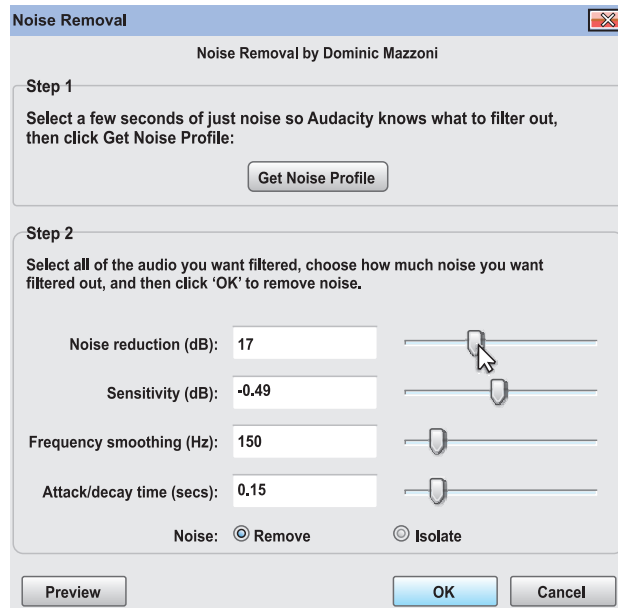 Noise Removal
Noise Removal by Dominic Mazzoni
Step 1
Select a few seconds of just noise so Audacity knows what to filter out,
then click Get Noise Profile:
Get Noise Profile
Step 2
Select all of the audio you want filtered, choose how much noise you want
filtered out, and then click ‘OK’ to remove noise.
Noise reduction (dB): 17
Sensitivity (dB): -0.49
Frequency smoothing (Hz): 150
Attack/decay time (secs): 0.15
Noise: Remove Isolate
Preview OK Cancel